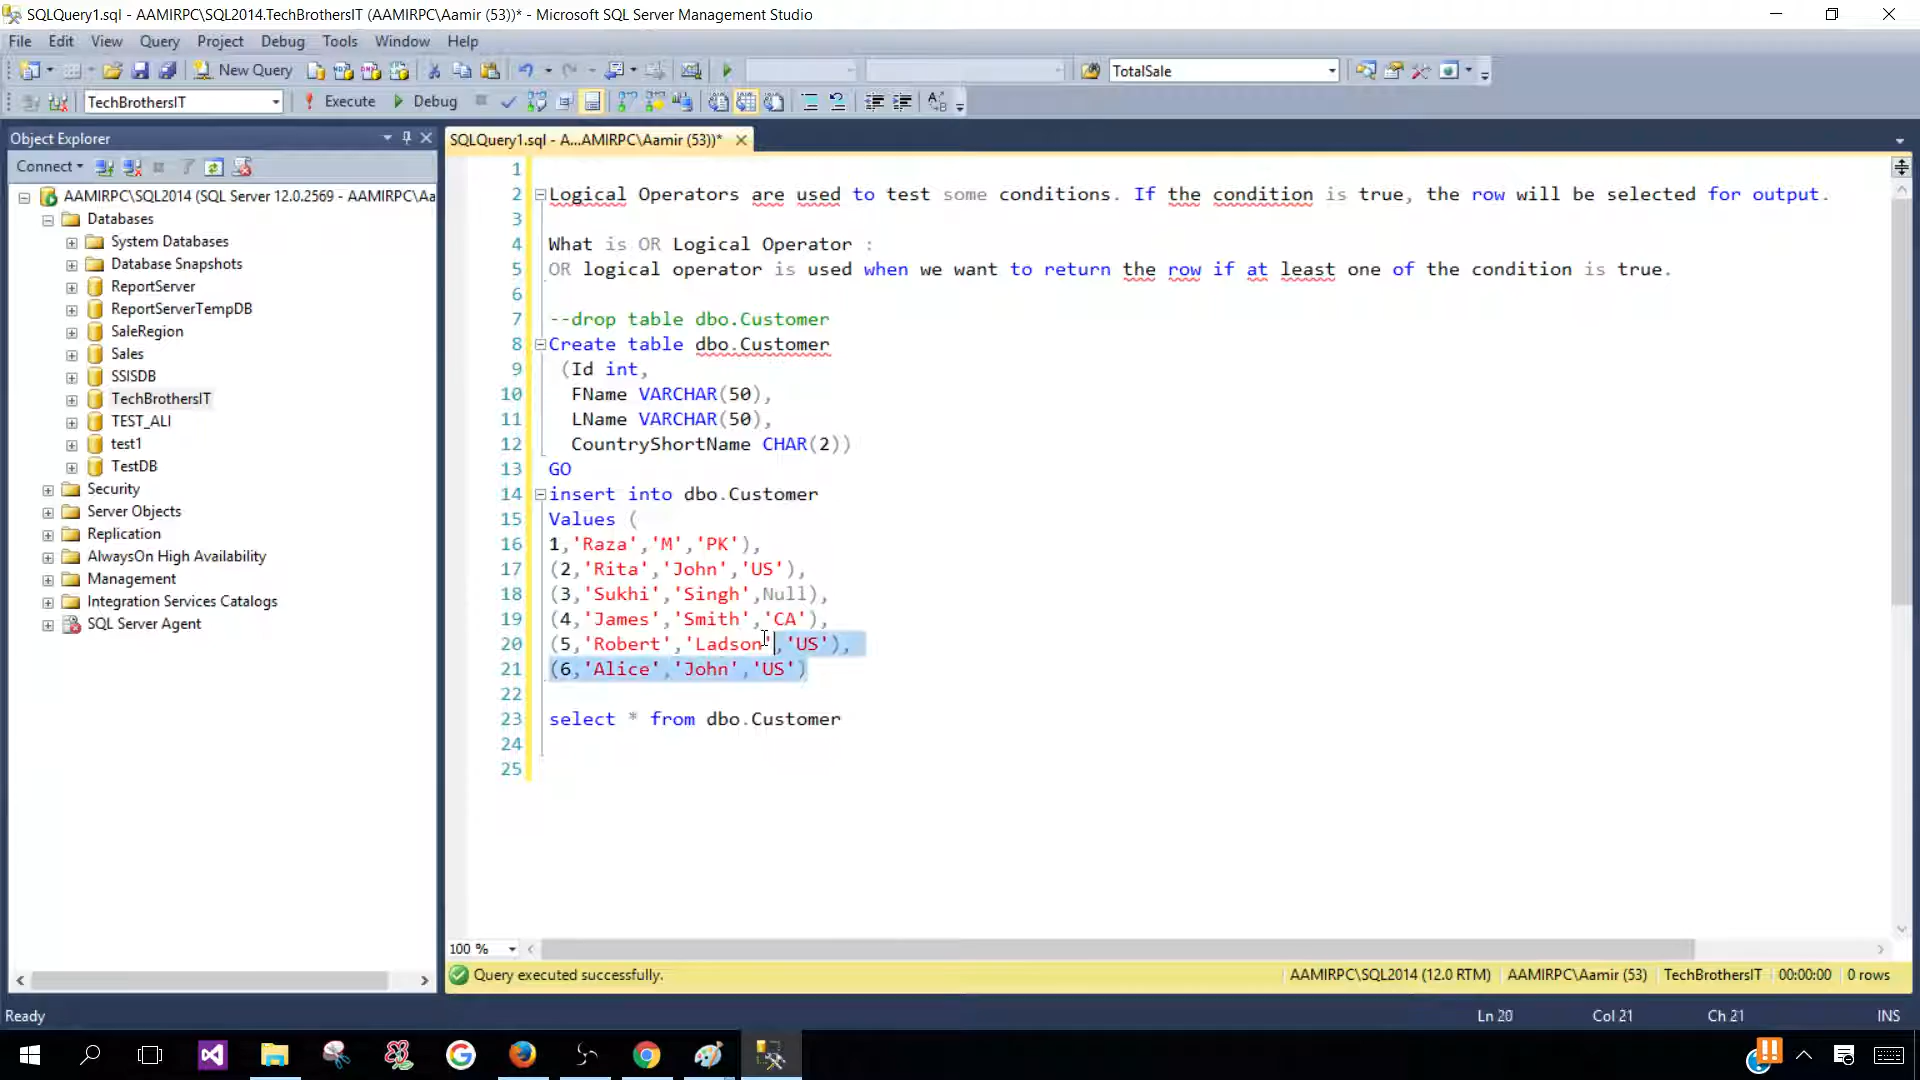 SQLQuery1.sql - AAMIRPC\SQL2014.TechBrothersIT (AAMIRPC\Aamir (53))* - Microsoft SQL Server Management Studio
File Edit View Query Project Debug Tools Window Help
New Query TotalSale
TechBrothersIT Execute Debug
Object Explorer
Connect
AAMIRPC\SQL2014 (SQL Server 12.0.2569 - AAMIRPC\Aa
Databases
System Databases
Database Snapshots
ReportServer
ReportServerTempDB
SaleRegion
Sales
SSISDB
TechBrothersIT
TEST_ALI
test1
TestDB
Security
Server Objects
Replication
AlwaysOn High Availability
Management
Integration Services Catalogs
SQL Server Agent
SQLQuery1.sql - A...AMIRPC\Aamir (53))*
1
2 Logical Operators are used to test some conditions. If the condition is true, the row will be selected for output.
3
4 What is OR Logical Operator :
5 OR logical operator is used when we want to return the row if at least one of the condition is true.
6
7 --drop table dbo.Customer
8 Create table dbo.Customer
9 (Id int,
10 FName VARCHAR(50),
11 LName VARCHAR(50),
12 CountryShortName CHAR(2))
13 GO
14 insert into dbo.Customer
15 Values (
16 1,'Raza','M','PK'),
17 (2,'Rita','John','US'),
18 (3,'Sukhi','Singh',Null),
19 (4,'James','Smith','CA'),
20 (5,'Robert','Ladson','US'),
21 (6,'Alice','John','US')
22
23 select * from dbo.Customer
24
25
100 %
Query executed successfully. AAMIRPC\SQL2014 (12.0 RTM) AAMIRPC\Aamir (53) TechBrothersIT 00:00:00 0 rows
Ready Ln 20 Col 21 Ch 21 INS